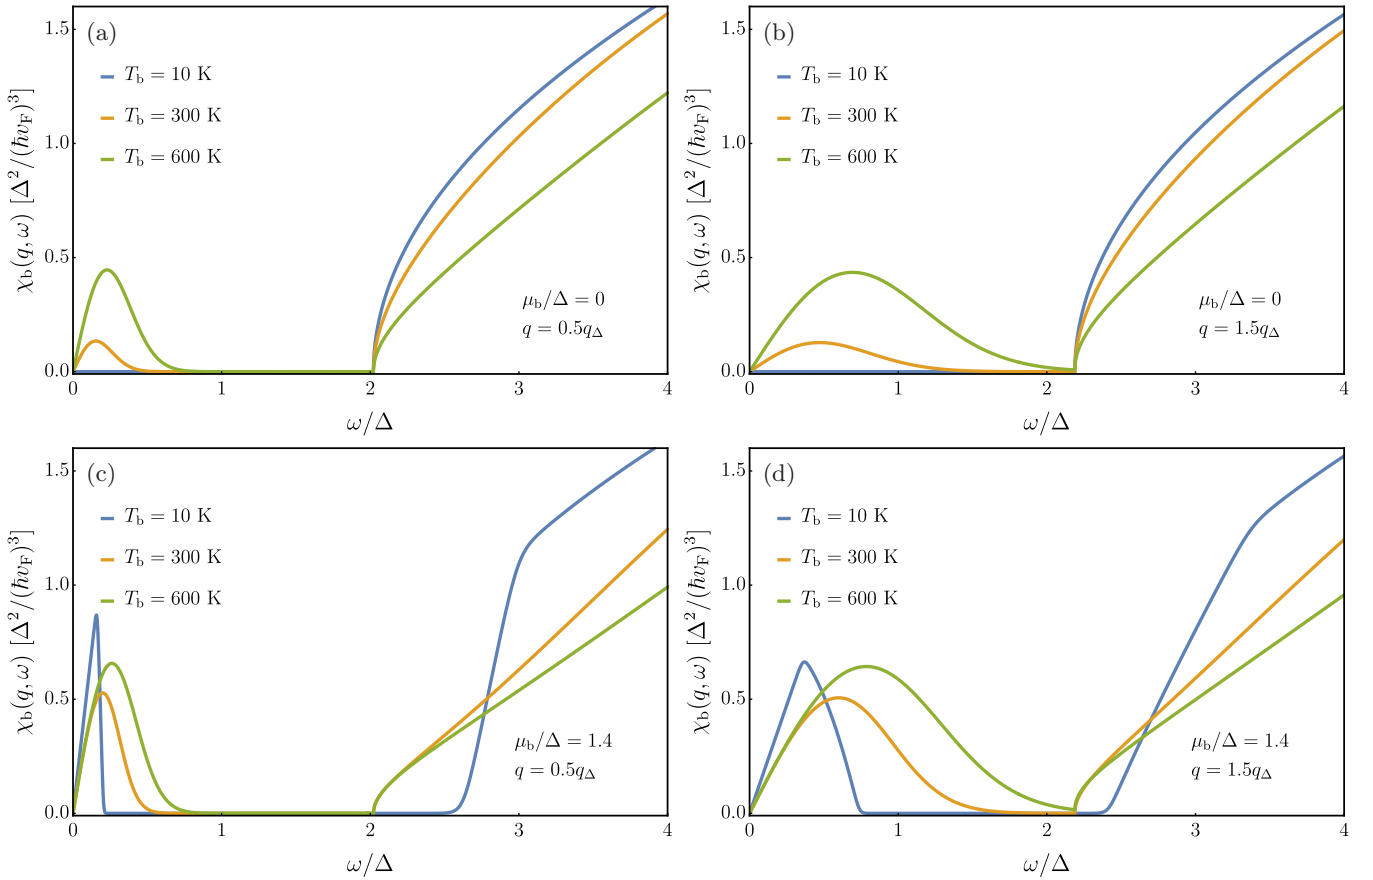 (a)
T_b = 10 K
T_b = 300 K
T_b = 600 K
μ_b/Δ = 0
q = 0.5q_Δ
χ_b(q, ω) [Δ²/(ℏv_F)³]
0.0
0.5
1.0
1.5
0 1 2 3 4
ω/Δ
(b)
T_b = 10 K
T_b = 300 K
T_b = 600 K
μ_b/Δ = 0
q = 1.5q_Δ
χ_b(q, ω) [Δ²/(ℏv_F)³]
0.0
0.5
1.0
1.5
0 1 2 3 4
ω/Δ
(c)
T_b = 10 K
T_b = 300 K
T_b = 600 K
μ_b/Δ = 1.4
q = 0.5q_Δ
χ_b(q, ω) [Δ²/(ℏv_F)³]
0.0
0.5
1.0
1.5
0 1 2 3 4
ω/Δ
(d)
T_b = 10 K
T_b = 300 K
T_b = 600 K
μ_b/Δ = 1.4
q = 1.5q_Δ
χ_b(q, ω) [Δ²/(ℏv_F)³]
0.0
0.5
1.0
1.5
0 1 2 3 4
ω/Δ